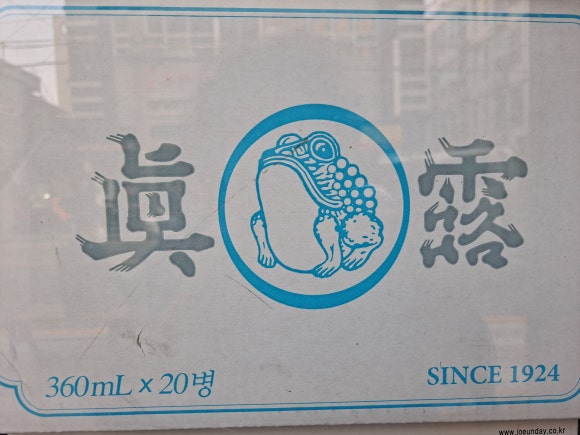 眞露
360mL x 20병
SINCE 1924
www.joeunday.co.kr